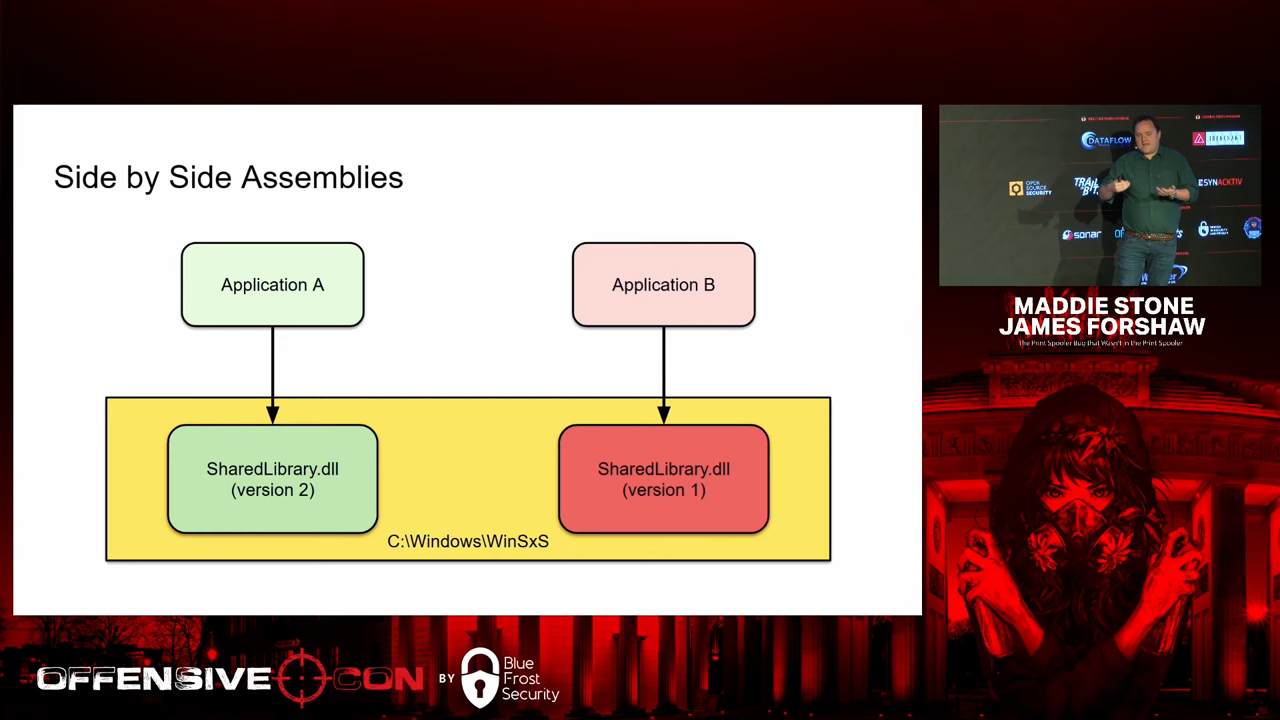 Side by Side Assemblies
Application A
Application B
SharedLibrary.dll
(version 2)
SharedLibrary.dll
(version 1)
C:\Windows\WinSxS
DATAFLOW
OPEN
SOURCE
SECURITY
SYNACKTIV
sonar
MADDIE STONE
JAMES FORSHAW
The Print Spooler Bug that Wasn't in the Print Spooler
OFFENSIVE CON
BY
Blue
Frost
Security